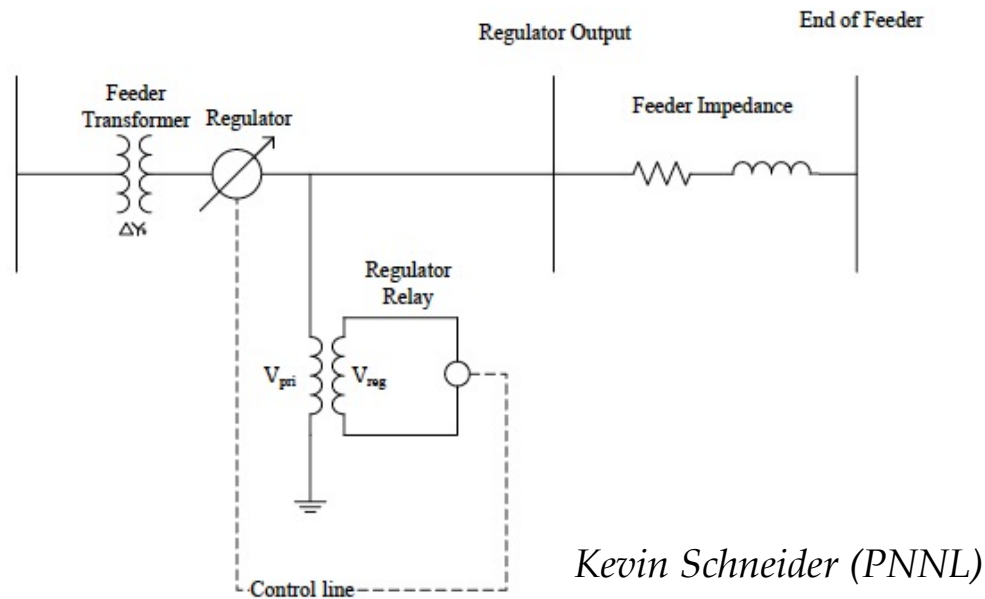 End of Feeder
Regulator Output
Feeder
Transformer
Regulator
Feeder Impedance
ΔY
Regulator
Relay
Vpri
Vreg
Control line
Kevin Schneider (PNNL)